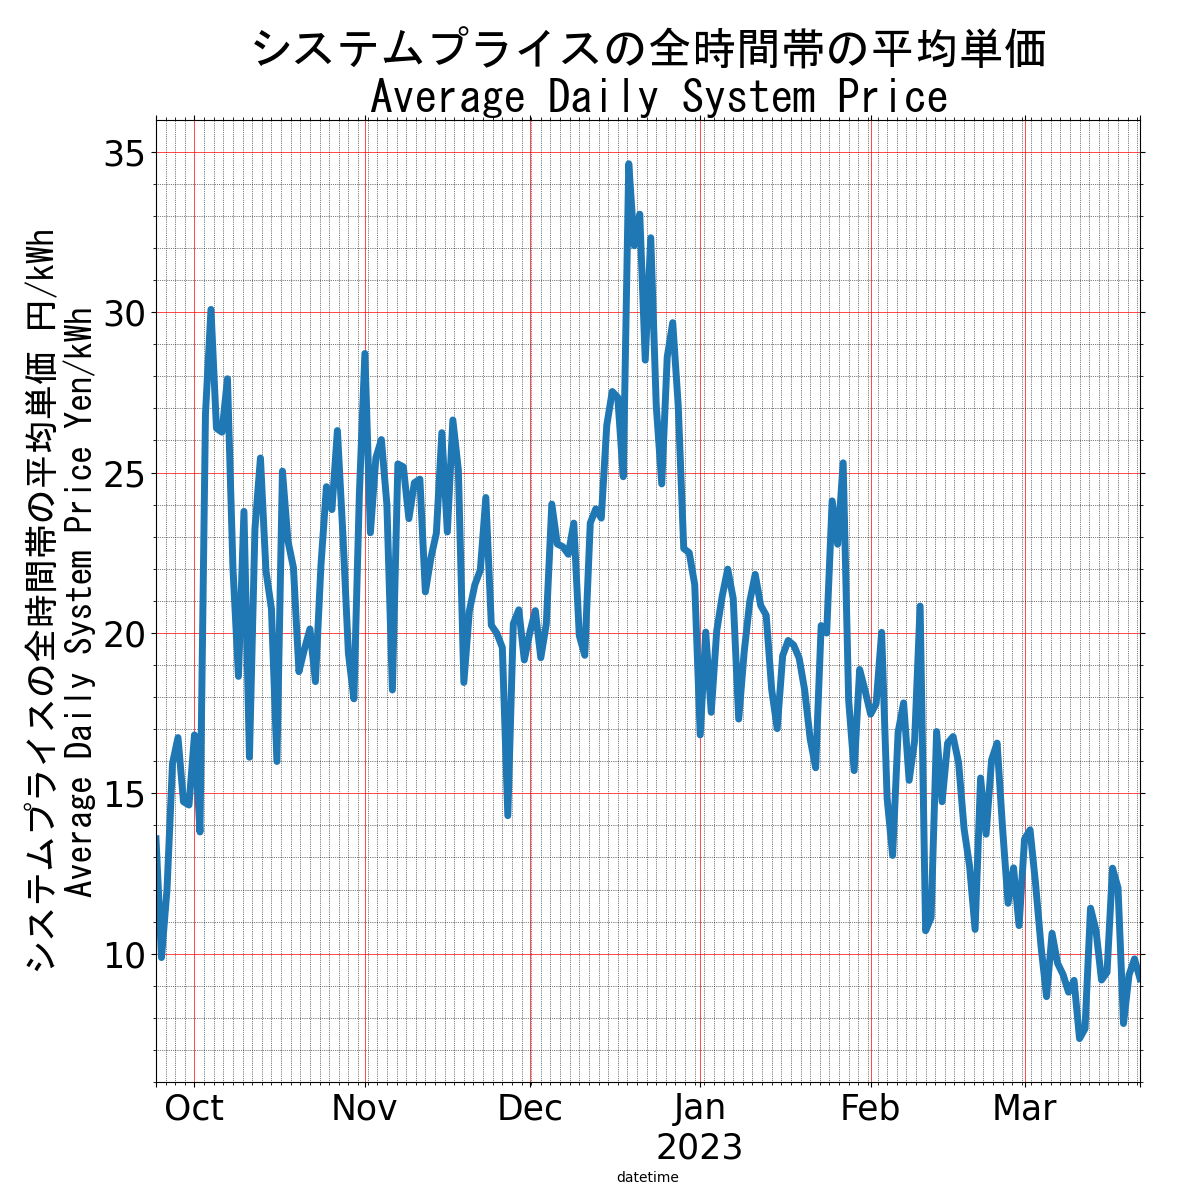 システムプライスの全時間帯の平均単価
Average Daily System Price
システムプライスの全時間帯の平均単価 円/kWh
Average Daily System Price Yen/kWh
35
30
25
20
15
10
Oct
Nov
Dec
Jan
Feb
Mar
2023
datetime